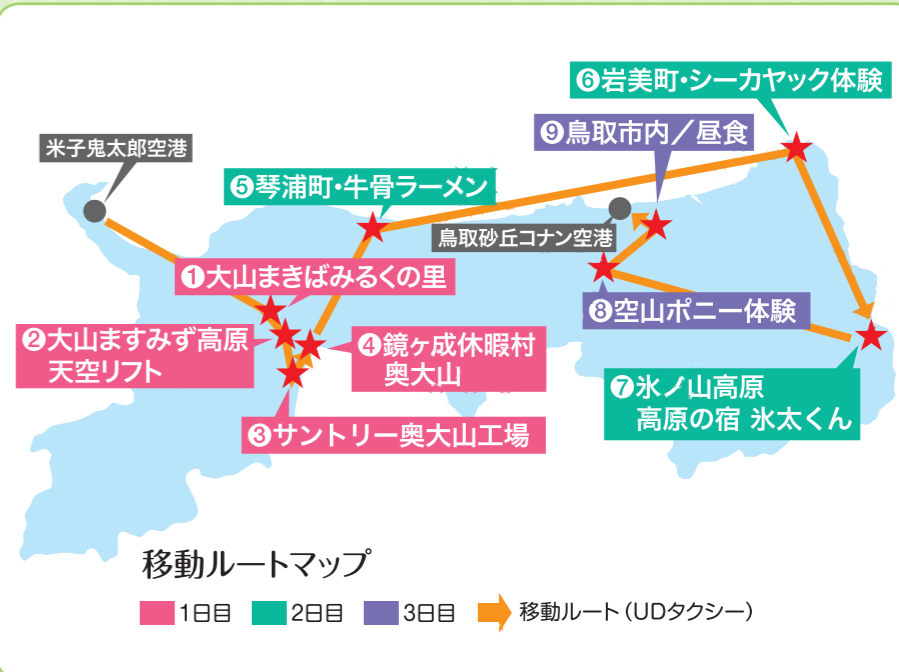 ❻岩美町・シーカヤック体験
❾鳥取市内／昼食
米子鬼太郎空港
❺琴浦町・牛骨ラーメン
鳥取砂丘コナン空港
❶大山まきばみるくの里
❽空山ポニー体験
❷大山ますみず高原
天空リフト
❹鏡ヶ成休暇村
奥大山
❼氷ノ山高原
高原の宿 氷太くん
❸サントリー奥大山工場
移動ルートマップ
1日目 2日目 3日目 移動ルート（UDタクシー）